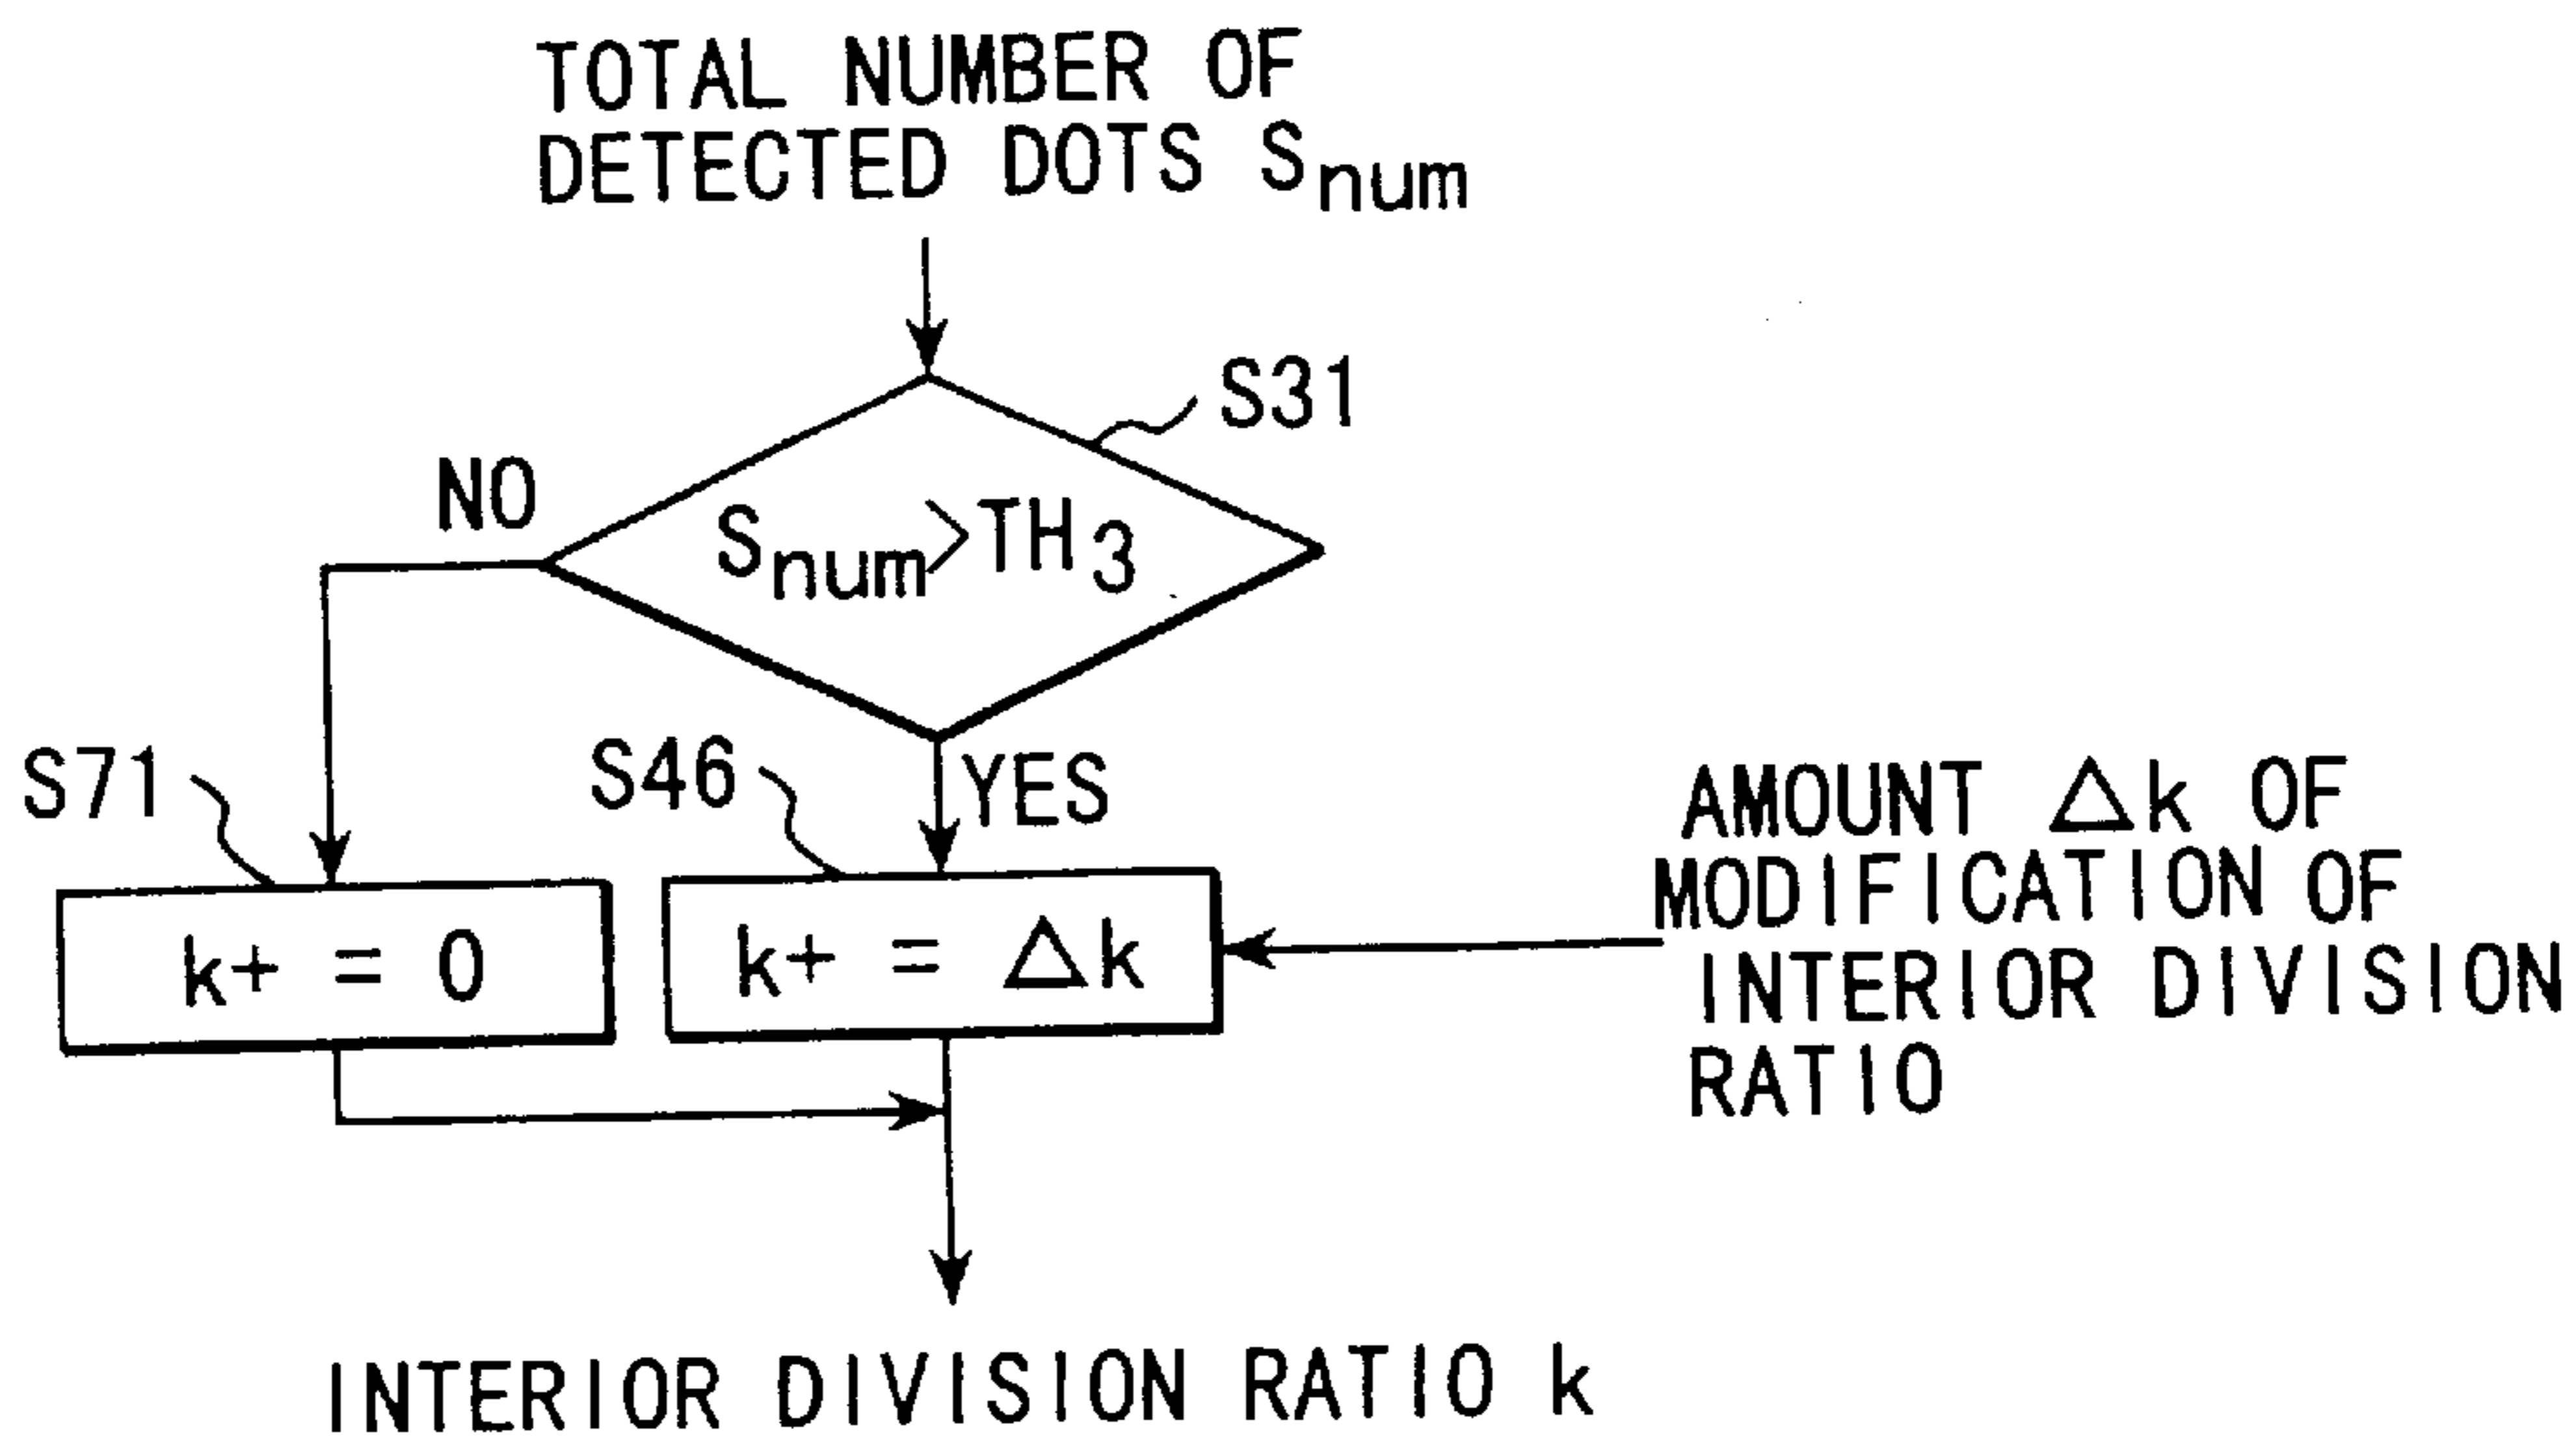 TOTAL NUMBER OF
DETECTED DOTS Snum
S31
NO
Snum>TH3
S71
S46
YES
k+ = 0
k+ = Δk
AMOUNT Δk OF
MODIFICATION OF
INTERIOR DIVISION
RATIO
INTERIOR DIVISION RATIO k